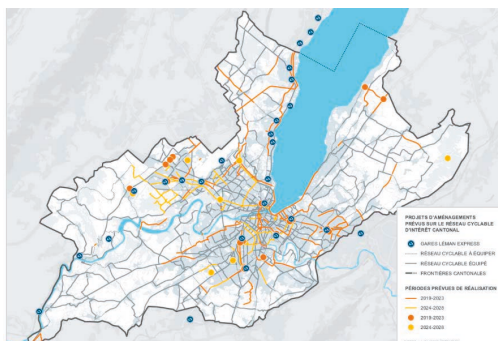 PROJETS D'AMÉNAGEMENTS
PRÉVUS SUR LE RÉSEAU CYCLABLE
D'INTÉRÊT CANTONAL
GARES LÉMAN EXPRESS
RÉSEAU CYCLABLE À ÉQUIPER
RÉSEAU CYCLABLE ÉQUIPÉ
FRONTIÈRES CANTONALES
PÉRIODES PRÉVUES DE RÉALISATION
2019-2023
2024-2028
2019-2023
2024-2028